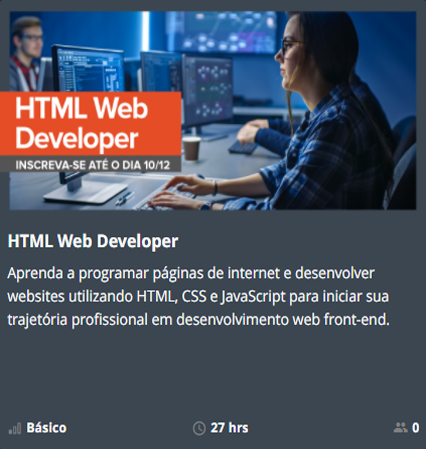 HTML Web
Developer
INSCREVA-SE ATÉ O DIA 10/12
HTML Web Developer
Aprenda a programar páginas de internet e desenvolver
websites utilizando HTML, CSS e JavaScript para iniciar sua
trajetória profissional em desenvolvimento web front-end.
Básico 27 hrs 0